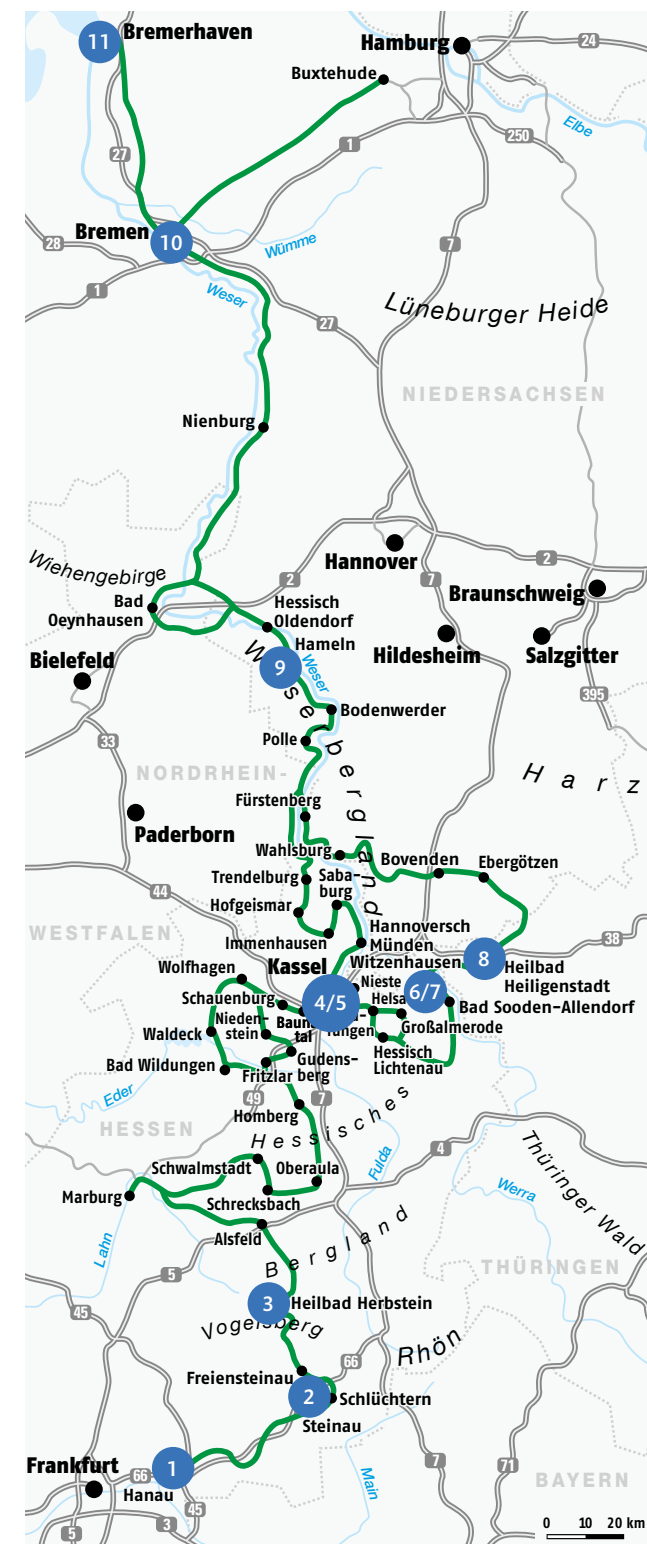 11
Bremerhaven
Hamburg
24
Buxtehude
Elbe
250
1
27
Bremen
10
28
Wümme
7
1
Weser
Lüneburger Heide
27
NIEDERSACHSEN
Nienburg
Hannover
2
Wiehengebirge
2
7
Braunschweig
Bad
Oeynhausen
Hessisch
Oldendorf
Hameln
Hildesheim
Salzgitter
Bielefeld
9
Weser
Weserbergland
395
Bodenwerder
33
Polle
NORDRHEIN-
Harz
Fürstenberg
Paderborn
Wahlsburg
Bovenden
Ebergötzen
Trendelburg
Saba-
burg
44
Hofgeismar
WESTFALEN
Immenhausen
Hannoversch
Münden
38
Kassel
Witzenhausen
8
Heilbad
Heiligenstadt
Wolfhagen
Nieste
6/7
4/5
Helsa
Bad Sooden-Allendorf
Schauenburg
Großalmerode
Nieden-
stein
Bauna-
tal
fungen
Waldeck
Hessisch
Lichtenau
Gudens-
berg
Bad Wildungen
Fritzlar
Eder
49
7
Homberg
HESSEN
Hessisches
Fulda
4
Thüringer Wald
Schwalmstadt
Oberaula
Marburg
Schrecksbach
Werra
Alsfeld
Lahn
Bergland
THÜRINGEN
5
3
Heilbad Herbstein
45
Vogelsberg
Rhön
66
Freiensteinau
2
Schlüchtern
Steinau
Frankfurt
1
66
Hanau
Main
7
71
BAYERN
45
3
5
0 10 20 km